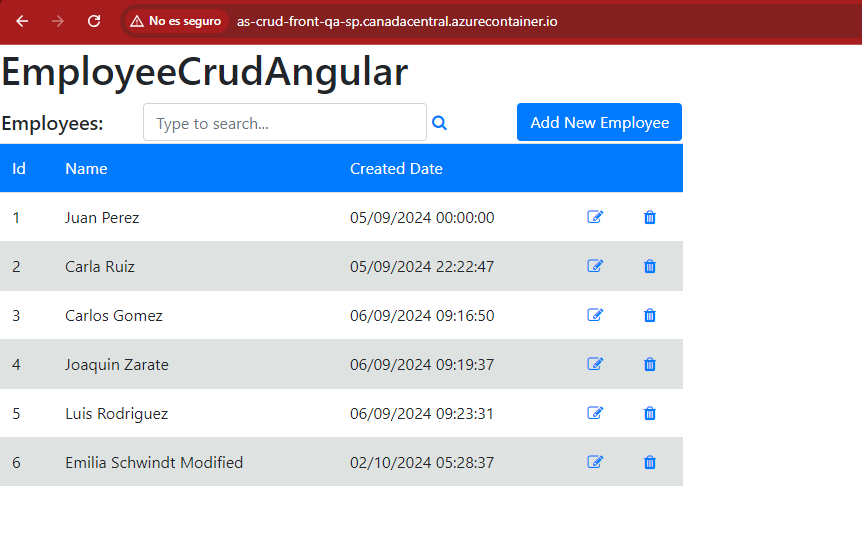 No es seguro as-crud-front-qa-sp.canadacentral.azurecontainer.io
EmployeeCrudAngular
Employees: Type to search... Add New Employee
Id Name Created Date
1 Juan Perez 05/09/2024 00:00:00
2 Carla Ruiz 05/09/2024 22:22:47
3 Carlos Gomez 06/09/2024 09:16:50
4 Joaquin Zarate 06/09/2024 09:19:37
5 Luis Rodriguez 06/09/2024 09:23:31
6 Emilia Schwindt Modified 02/10/2024 05:28:37